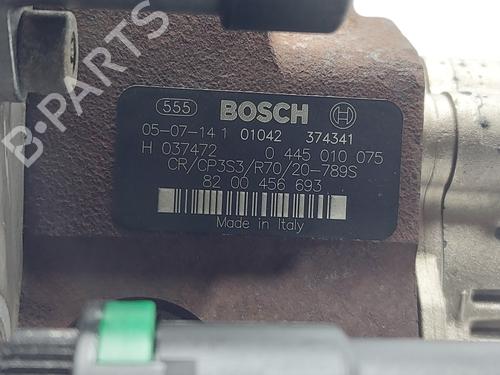 B-PARTS
555 BOSCH
05-07-14 1 01042 374341
H 037472 0 445 010 075
CR/CP3S3/R70/20-789S
82 00 456 693
Made in Italy